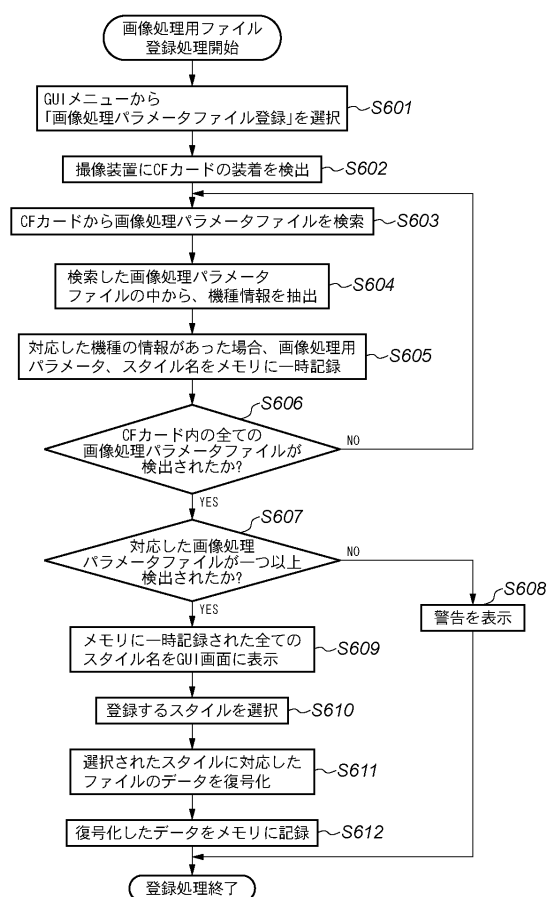 画像処理用ファイル
登録処理開始
GUIメニューから
「画像処理パラメータファイル登録」を選択
S601
撮像装置にCFカードの装着を検出
S602
CFカードから画像処理パラメータファイルを検索
S603
検索した画像処理パラメータ
ファイルの中から、機種情報を抽出
S604
対応した機種の情報があった場合、画像処理用
パラメータ、スタイル名をメモリに一時記録
S605
S606
CFカード内の全ての
画像処理パラメータファイルが
検出されたか?
NO
YES
S607
対応した画像処理
パラメータファイルが一つ以上
検出されたか?
NO
YES
S608
警告を表示
メモリに一時記録された全ての
スタイル名をGUI画面に表示
S609
登録するスタイルを選択
S610
選択されたスタイルに対応した
ファイルのデータを復号化
S611
復号化したデータをメモリに記録
S612
登録処理終了